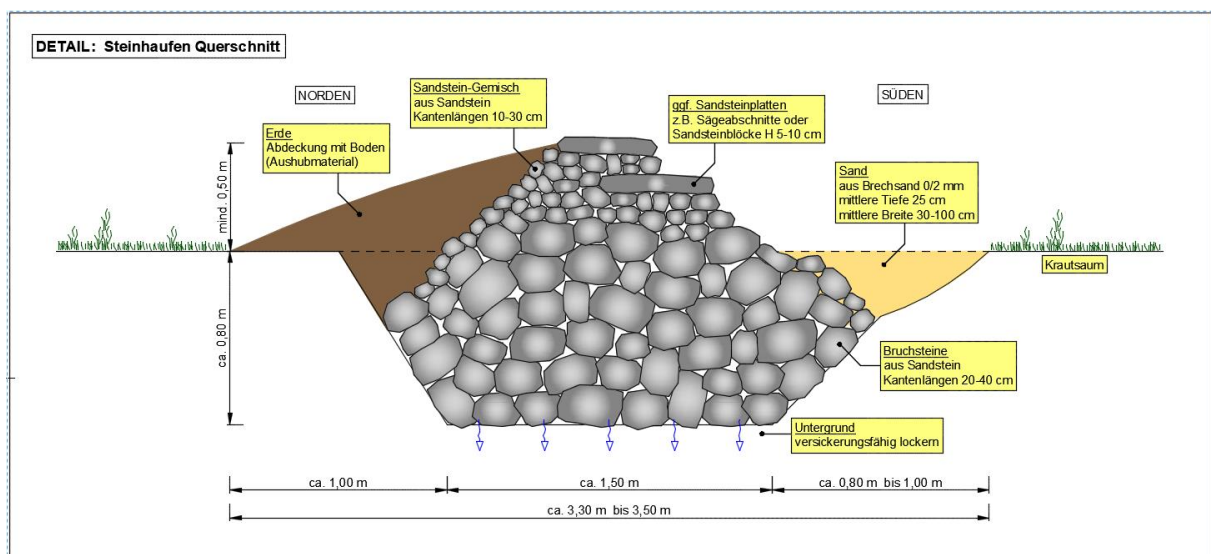 DETAIL: Steinhaufen Querschnitt
NORDEN
Sandstein-Gemisch
aus Sandstein
Kantenlängen 10-30 cm
ggf. Sandsteinplatten
z.B. Sägeabschnitte oder
Sandsteinblöcke H 5-10 cm
SÜDEN
Erde
Abdeckung mit Boden
(Aushubmaterial)
Sand
aus Brechsand 0/2 mm
mittlere Tiefe 25 cm
mittlere Breite 30-100 cm
mind. 0,50 m
Krautsaum
ca. 0,80 m
Bruchsteine
aus Sandstein
Kantenlängen 20-40 cm
Untergrund
versickerungsfähig lockern
ca. 1,00 m
ca. 1,50 m
ca. 0,80 m bis 1,00 m
ca. 3,30 m bis 3,50 m